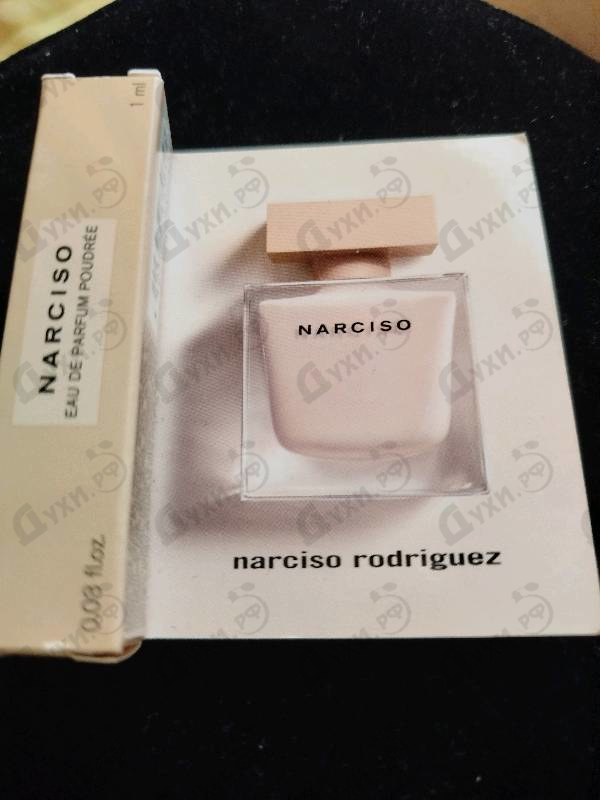 1 ml
NARCISO
EAU DE PARFUM POUDRÉE
0.03 fl.oz.
NARCISO
narciso rodriguez
Духи.рф